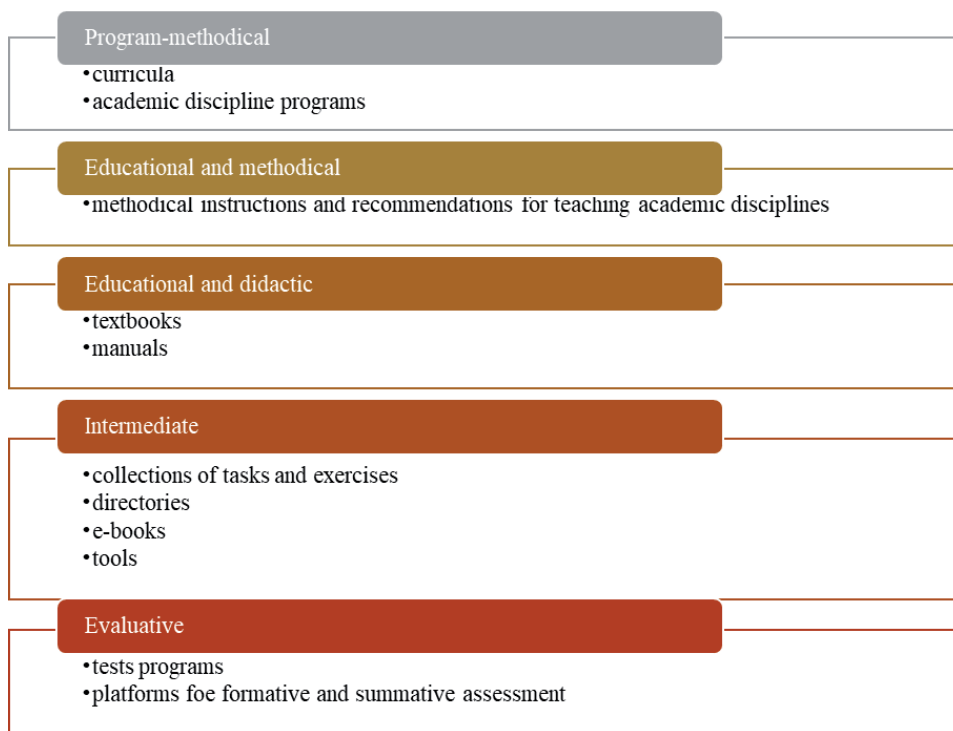 Program-methodical
•curricula
•academic discipline programs
Educational and methodical
•methodical instructions and recommendations for teaching academic disciplines
Educational and didactic
•textbooks
•manuals
Intermediate
•collections of tasks and exercises
•directories
•e-books
•tools
Evaluative
•tests programs
•platforms foe formative and summative assessment